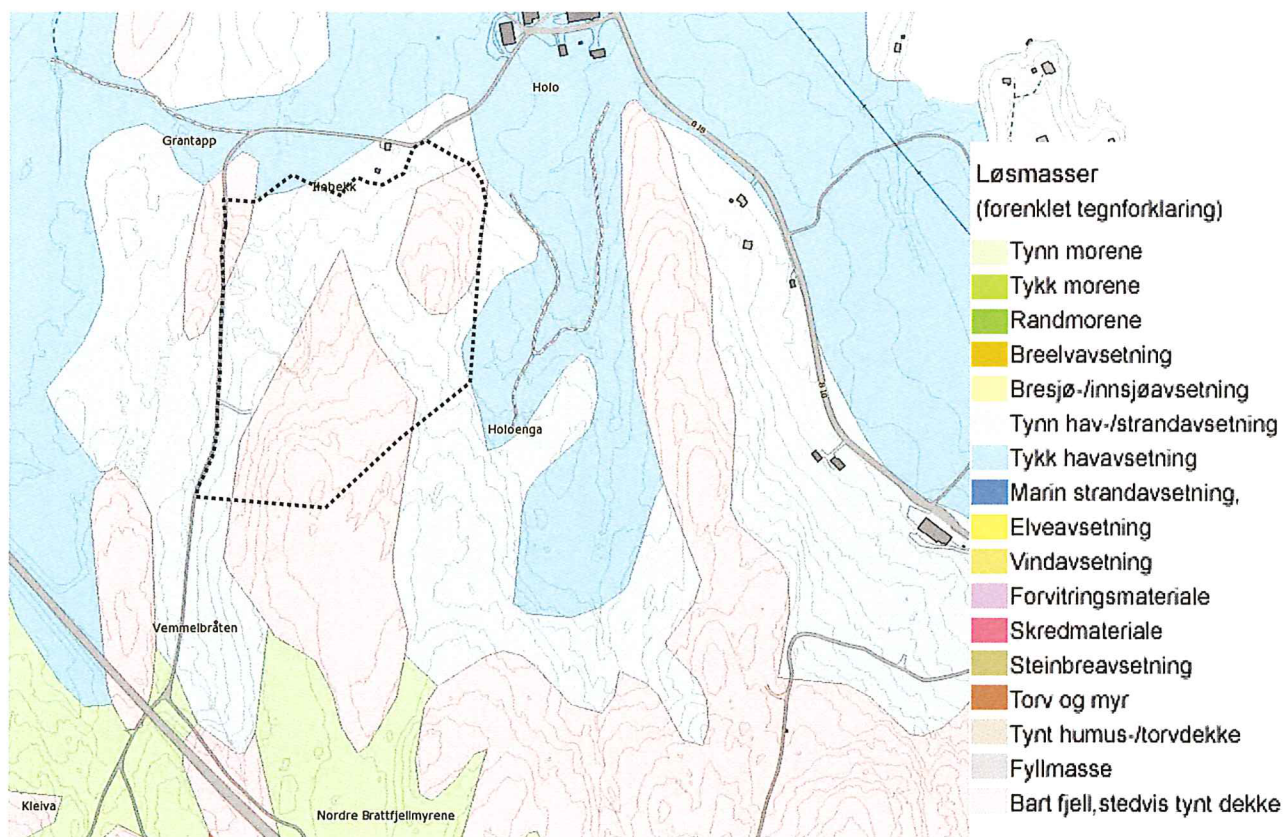 Holo
Grantapp
Holoenga
Vemmelbråten
Kleiva
Nordre Brattfjellmyrene
Løsmasser
(forenklet tegnforklaring)
Tynn morene
Tykk morene
Randmorene
Breelvavsetning
Bresjø-/innsjøavsetning
Tynn hav-/strandavsetning
Tykk havavsetning
Marin strandavsetning,
Elveavsetning
Vindavsetning
Forvitringsmateriale
Skredmateriale
Steinbreavsetning
Torv og myr
Tynt humus-/torvdekke
Fyllmasse
Bart fjell,stedvis tynt dekke